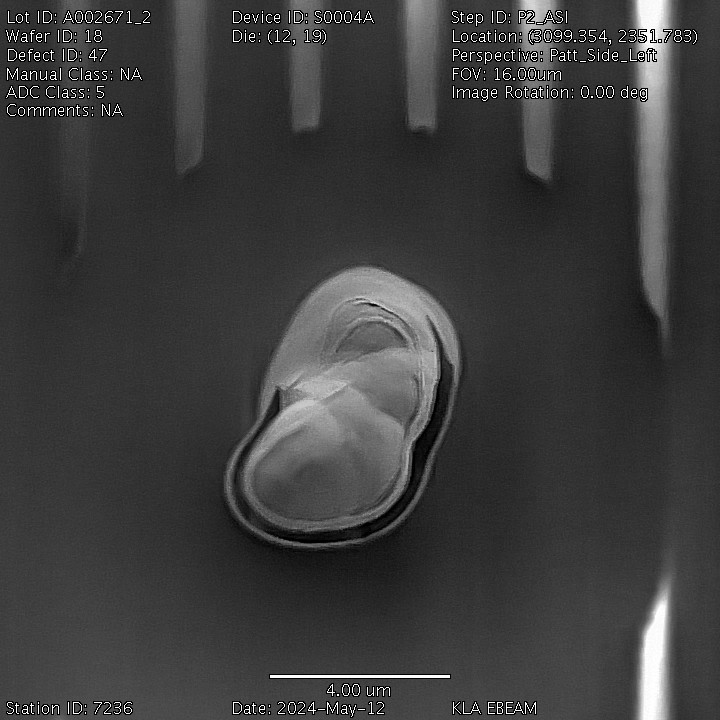 Lot ID: A002671_2
Wafer ID: 18
Defect ID: 47
Manual Class: NA
ADC Class: 5
Comments: NA
Device ID: S0004A
Die: (12, 19)
Step ID: P2_ASI
Location: (3099.354, 2351.783)
Perspective: Patt_Side_Left
FOV: 16.00um
Image Rotation: 0.00 deg
4.00 um
Station ID: 7236
Date: 2024-May-12
KLA EBEAM